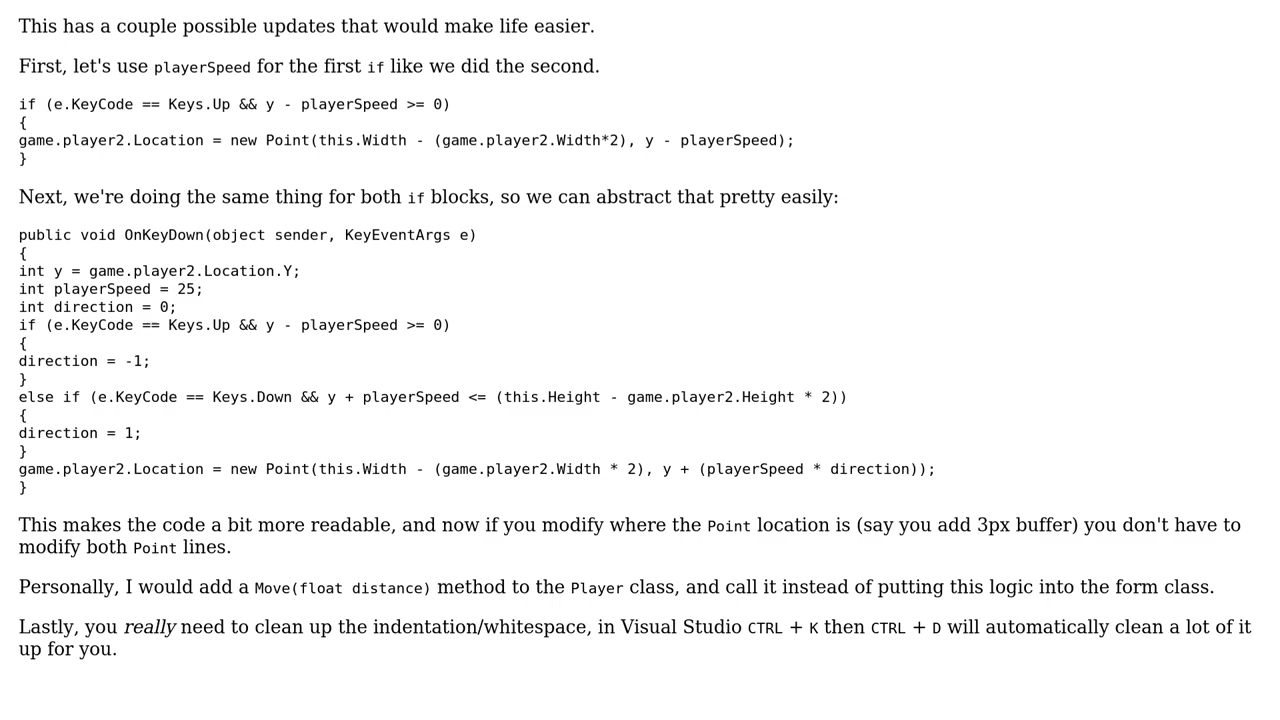 This has a couple possible updates that would make life easier.
First, let's use playerSpeed for the first if like we did the second.
if (e.KeyCode == Keys.Up && y - playerSpeed >= 0)
{
game.player2.Location = new Point(this.Width - (game.player2.Width*2), y - playerSpeed);
}
Next, we're doing the same thing for both if blocks, so we can abstract that pretty easily:
public void OnKeyDown(object sender, KeyEventArgs e)
{
int y = game.player2.Location.Y;
int playerSpeed = 25;
int direction = 0;
if (e.KeyCode == Keys.Up && y - playerSpeed >= 0)
{
direction = -1;
}
else if (e.KeyCode == Keys.Down && y + playerSpeed <= (this.Height - game.player2.Height * 2))
{
direction = 1;
}
game.player2.Location = new Point(this.Width - (game.player2.Width * 2), y + (playerSpeed * direction));
}
This makes the code a bit more readable, and now if you modify where the Point location is (say you add 3px buffer) you don't have to
modify both Point lines.
Personally, I would add a Move(float distance) method to the Player class, and call it instead of putting this logic into the form class.
Lastly, you really need to clean up the indentation/whitespace, in Visual Studio CTRL + K then CTRL + D will automatically clean a lot of it
up for you.